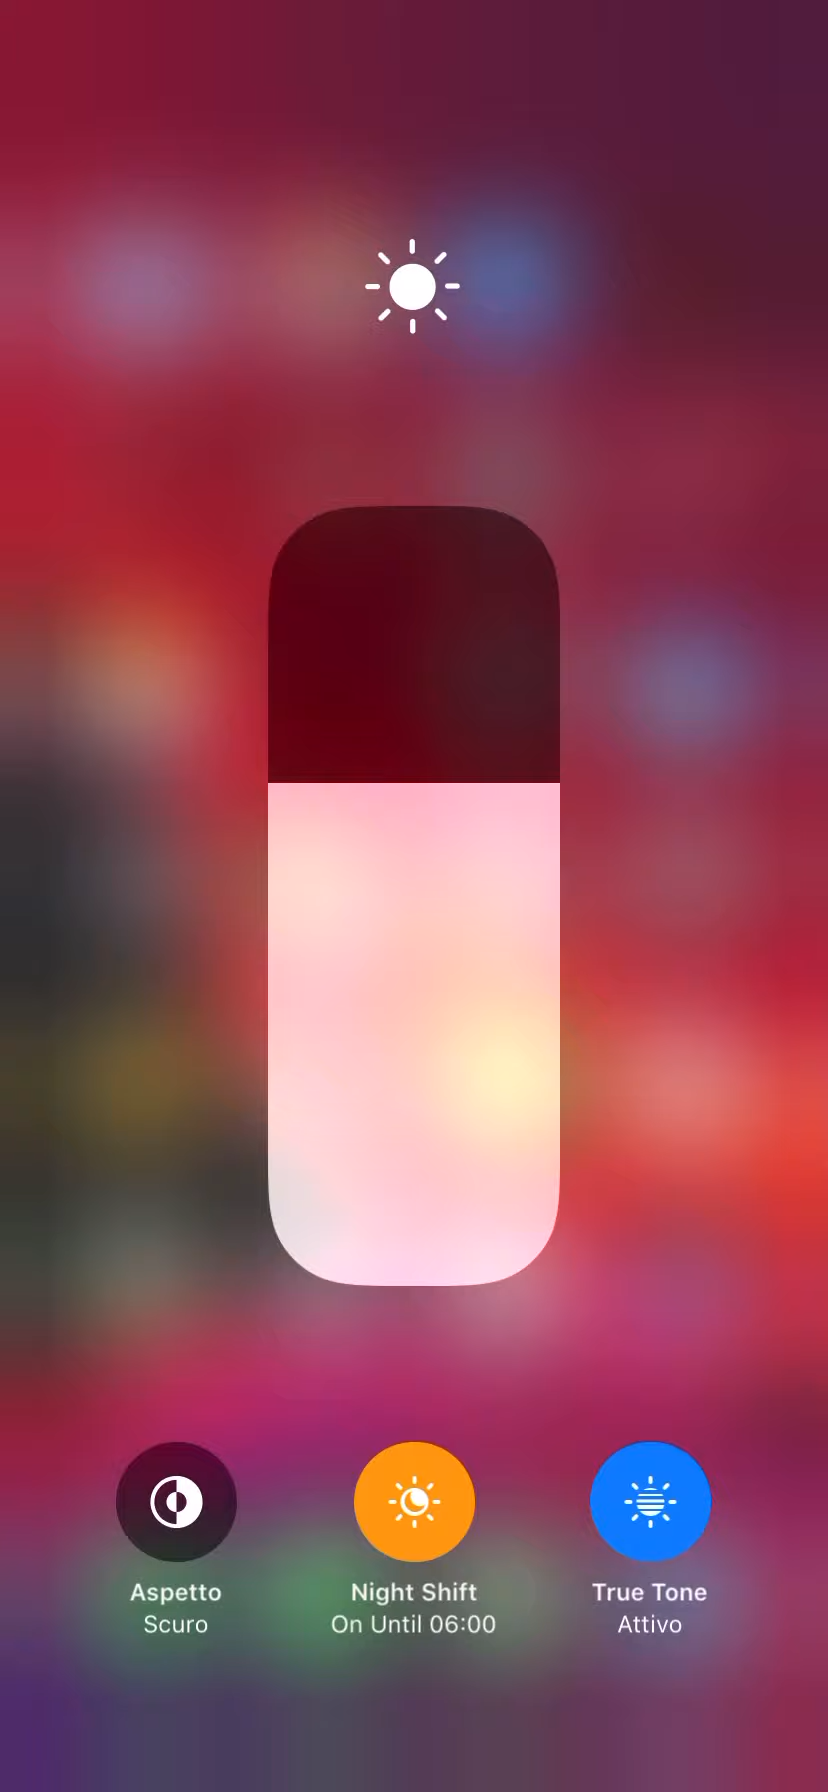 Aspetto
Scuro
Night Shift
On Until 06:00
True Tone
Attivo